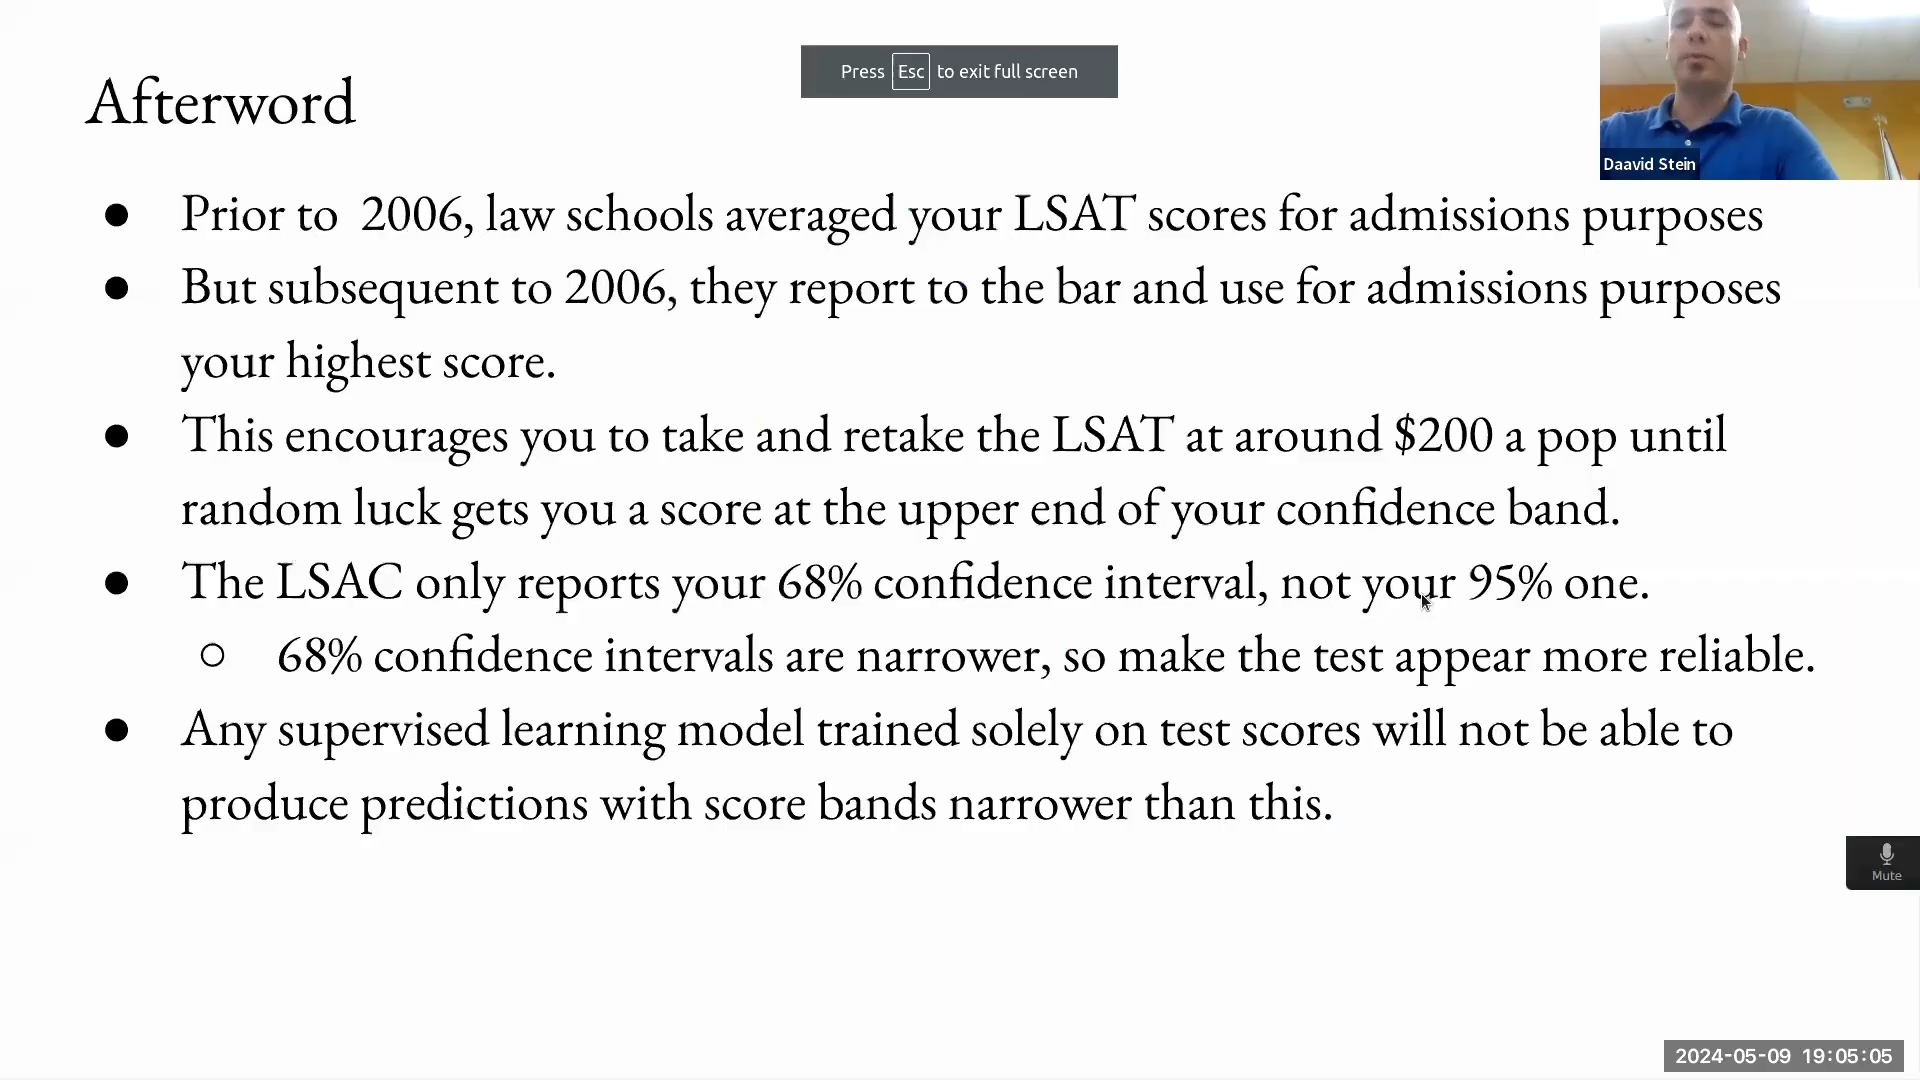 Press Esc to exit full screen
Afterword
Daavid Stein
● Prior to 2006, law schools averaged your LSAT scores for admissions purposes
● But subsequent to 2006, they report to the bar and use for admissions purposes
your highest score.
● This encourages you to take and retake the LSAT at around $200 a pop until
random luck gets you a score at the upper end of your confidence band.
● The LSAC only reports your 68% confidence interval, not your 95% one.
○ 68% confidence intervals are narrower, so make the test appear more reliable.
● Any supervised learning model trained solely on test scores will not be able to
produce predictions with score bands narrower than this.
Mute
2024-05-09 19:05:05